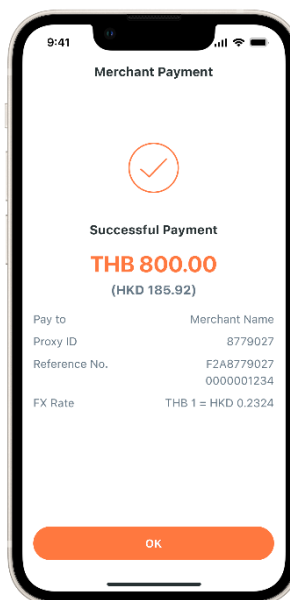 9:41
Merchant Payment
Successful Payment
THB 800.00
(HKD 185.92)
Pay to Merchant Name
Proxy ID 8779027
Reference No. F2A8779027
0000001234
FX Rate THB 1 = HKD 0.2324
OK